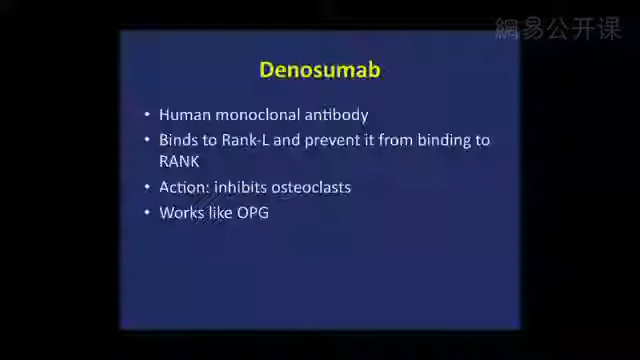 網易公开课
Denosumab
• Human monoclonal antibody
• Binds to Rank-L and prevent it from binding to
RANK
• Action: inhibits osteoclasts
• Works like OPG